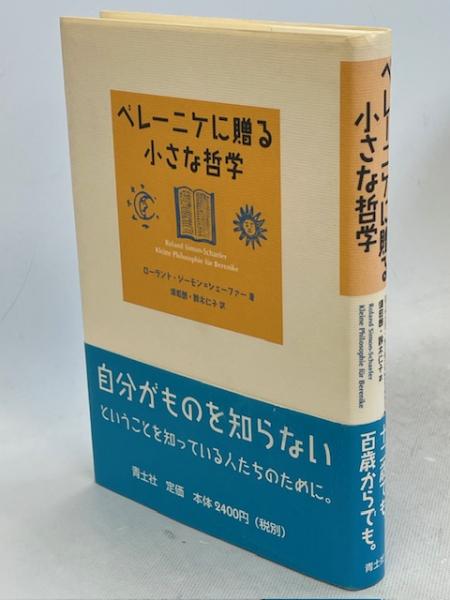 ベレーニケに贈る
小さな哲学
Roland Simon-Schaefer
Kleine Philosophie für Berenike
ローラント・ジーモン=シェーファー 著
須田朗・鈴木仁子 訳
自分がものを知らない
ということを知っている人たちのために。
青土社 定価 本体2400円(税別)
ベレーニケに贈る
小さな哲学
Roland Simon-Schaefer
Kleine Philosophie für Berenike
須田朗・鈴木仁子 訳
でも
百歳からでも。
青土社